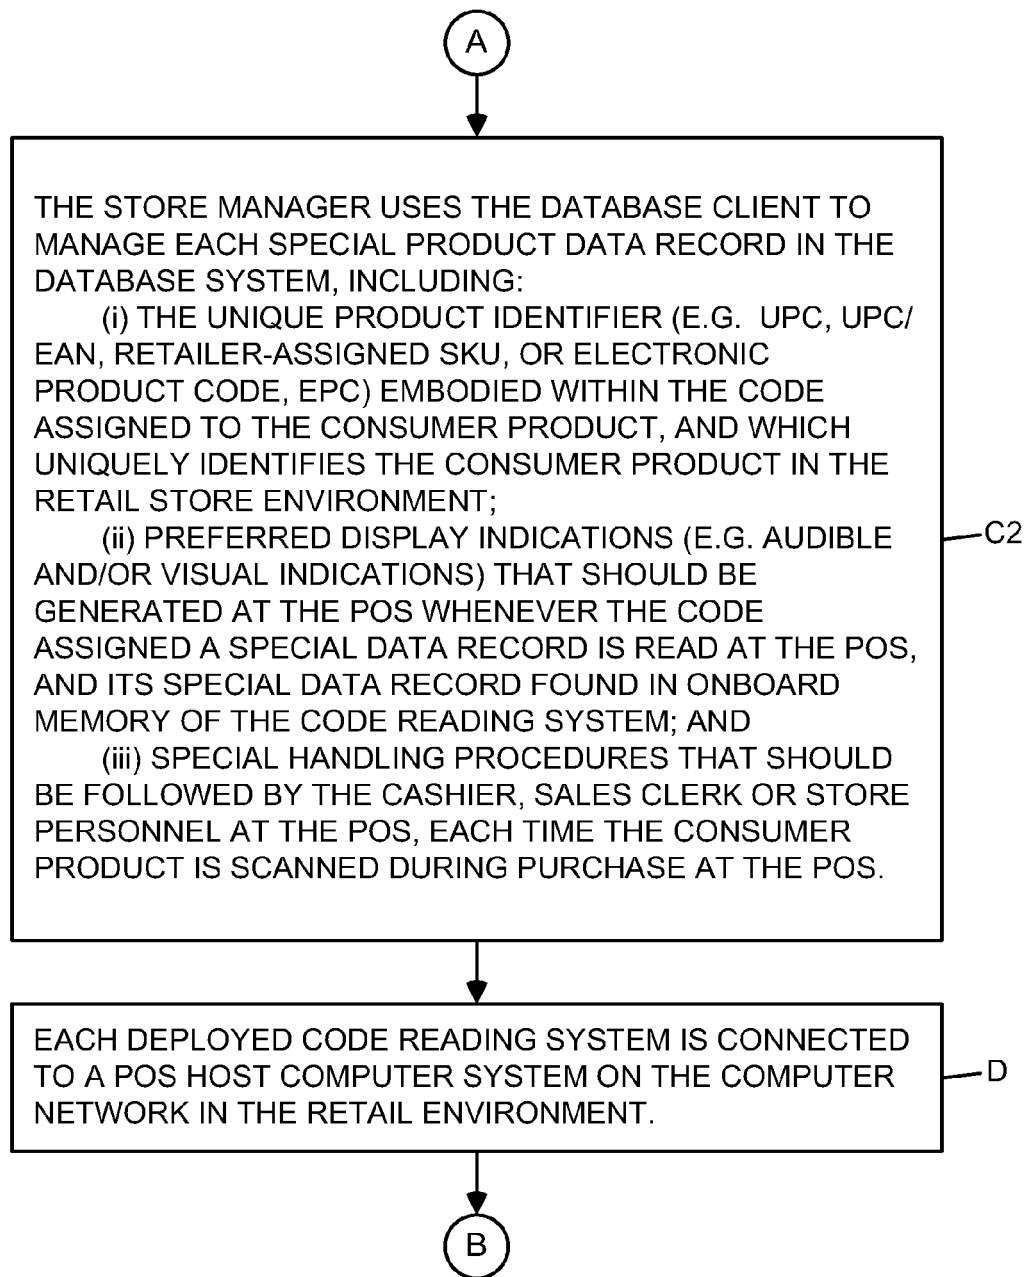 A
THE STORE MANAGER USES THE DATABASE CLIENT TO
MANAGE EACH SPECIAL PRODUCT DATA RECORD IN THE
DATABASE SYSTEM, INCLUDING:
(i) THE UNIQUE PRODUCT IDENTIFIER (E.G. UPC, UPC/
EAN, RETAILER-ASSIGNED SKU, OR ELECTRONIC
PRODUCT CODE, EPC) EMBODIED WITHIN THE CODE
ASSIGNED TO THE CONSUMER PRODUCT, AND WHICH
UNIQUELY IDENTIFIES THE CONSUMER PRODUCT IN THE
RETAIL STORE ENVIRONMENT;
(ii) PREFERRED DISPLAY INDICATIONS (E.G. AUDIBLE
AND/OR VISUAL INDICATIONS) THAT SHOULD BE
GENERATED AT THE POS WHENEVER THE CODE
ASSIGNED A SPECIAL DATA RECORD IS READ AT THE POS,
AND ITS SPECIAL DATA RECORD FOUND IN ONBOARD
MEMORY OF THE CODE READING SYSTEM; AND
(iii) SPECIAL HANDLING PROCEDURES THAT SHOULD
BE FOLLOWED BY THE CASHIER, SALES CLERK OR STORE
PERSONNEL AT THE POS, EACH TIME THE CONSUMER
PRODUCT IS SCANNED DURING PURCHASE AT THE POS.
C2
EACH DEPLOYED CODE READING SYSTEM IS CONNECTED
TO A POS HOST COMPUTER SYSTEM ON THE COMPUTER
NETWORK IN THE RETAIL ENVIRONMENT.
D
B